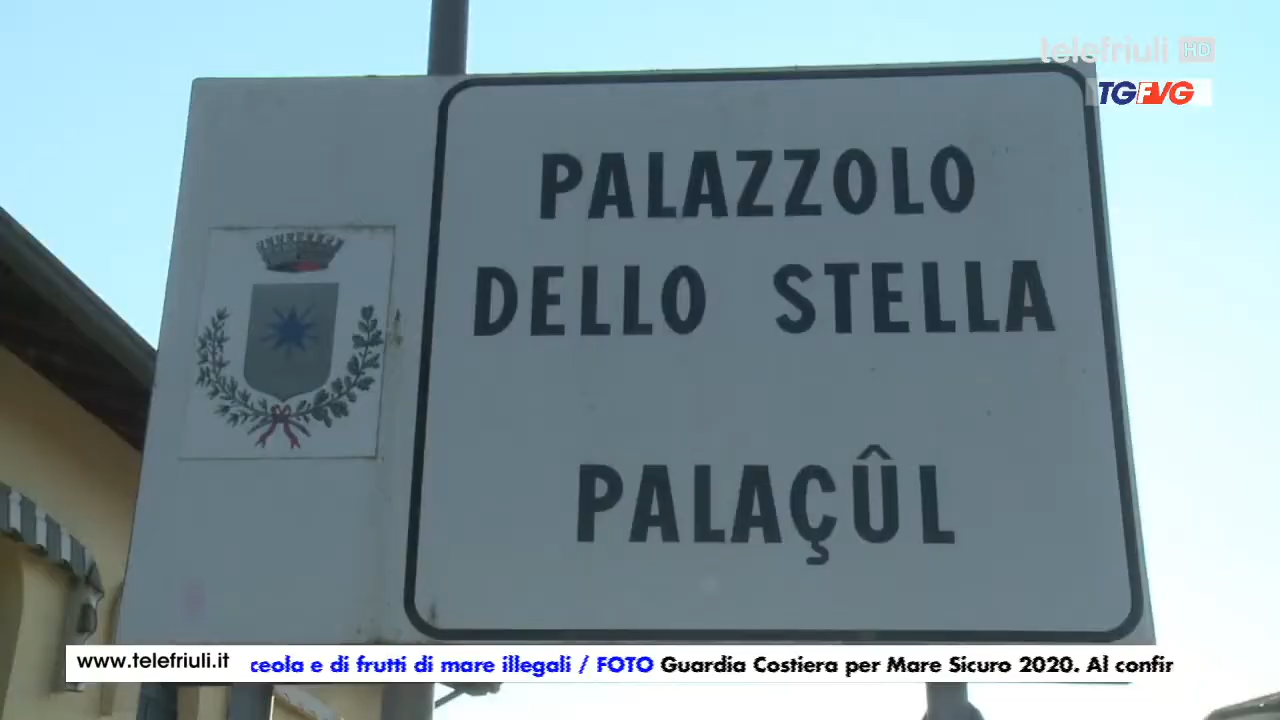 telefriuli HD
TGFVG
PALAZZOLO
DELLO STELLA
PALAÇÛL
www.telefriuli.it ceola e di frutti di mare illegali / FOTO Guardia Costiera per Mare Sicuro 2020. Al confin